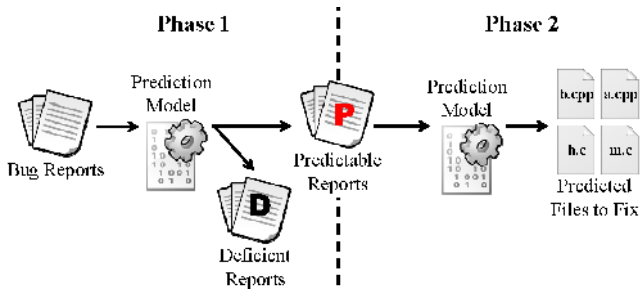 Phase 1
Phase 2
Prediction
Model
Bug Reports
P
Predictable
Reports
D
Deficient
Reports
Prediction
Model
b.cpp
a.cpp
h.c
m.c
Predicted
Files to Fix